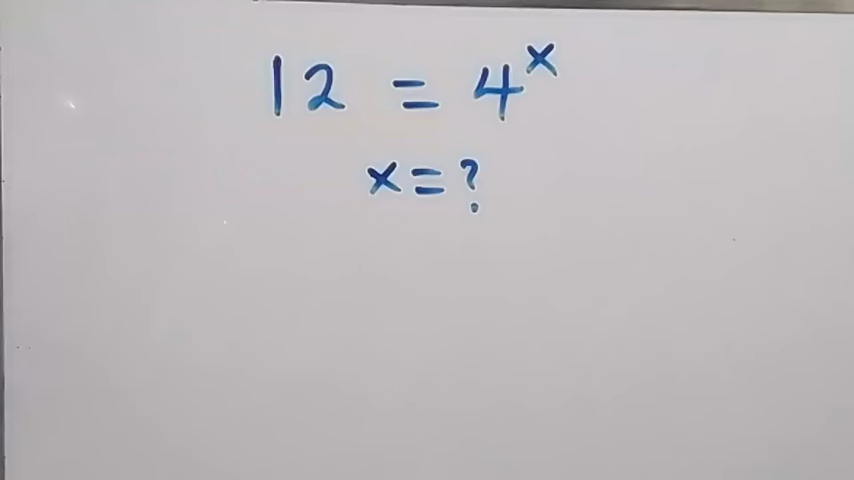 12 = 4^x
x = ?